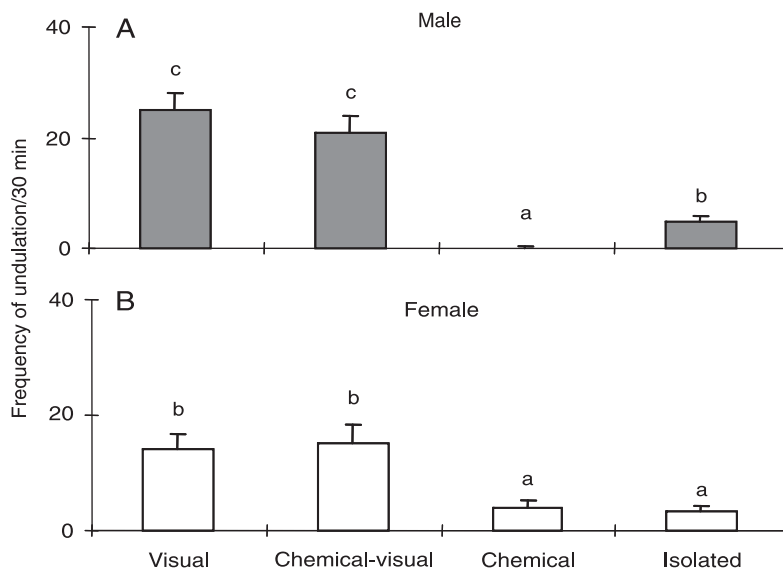 A
Male
40
c
c
20
a
b
0
Frequency of undulation/30 min
B
Female
40
20
b
b
a
a
0
Visual
Chemical-visual
Chemical
Isolated